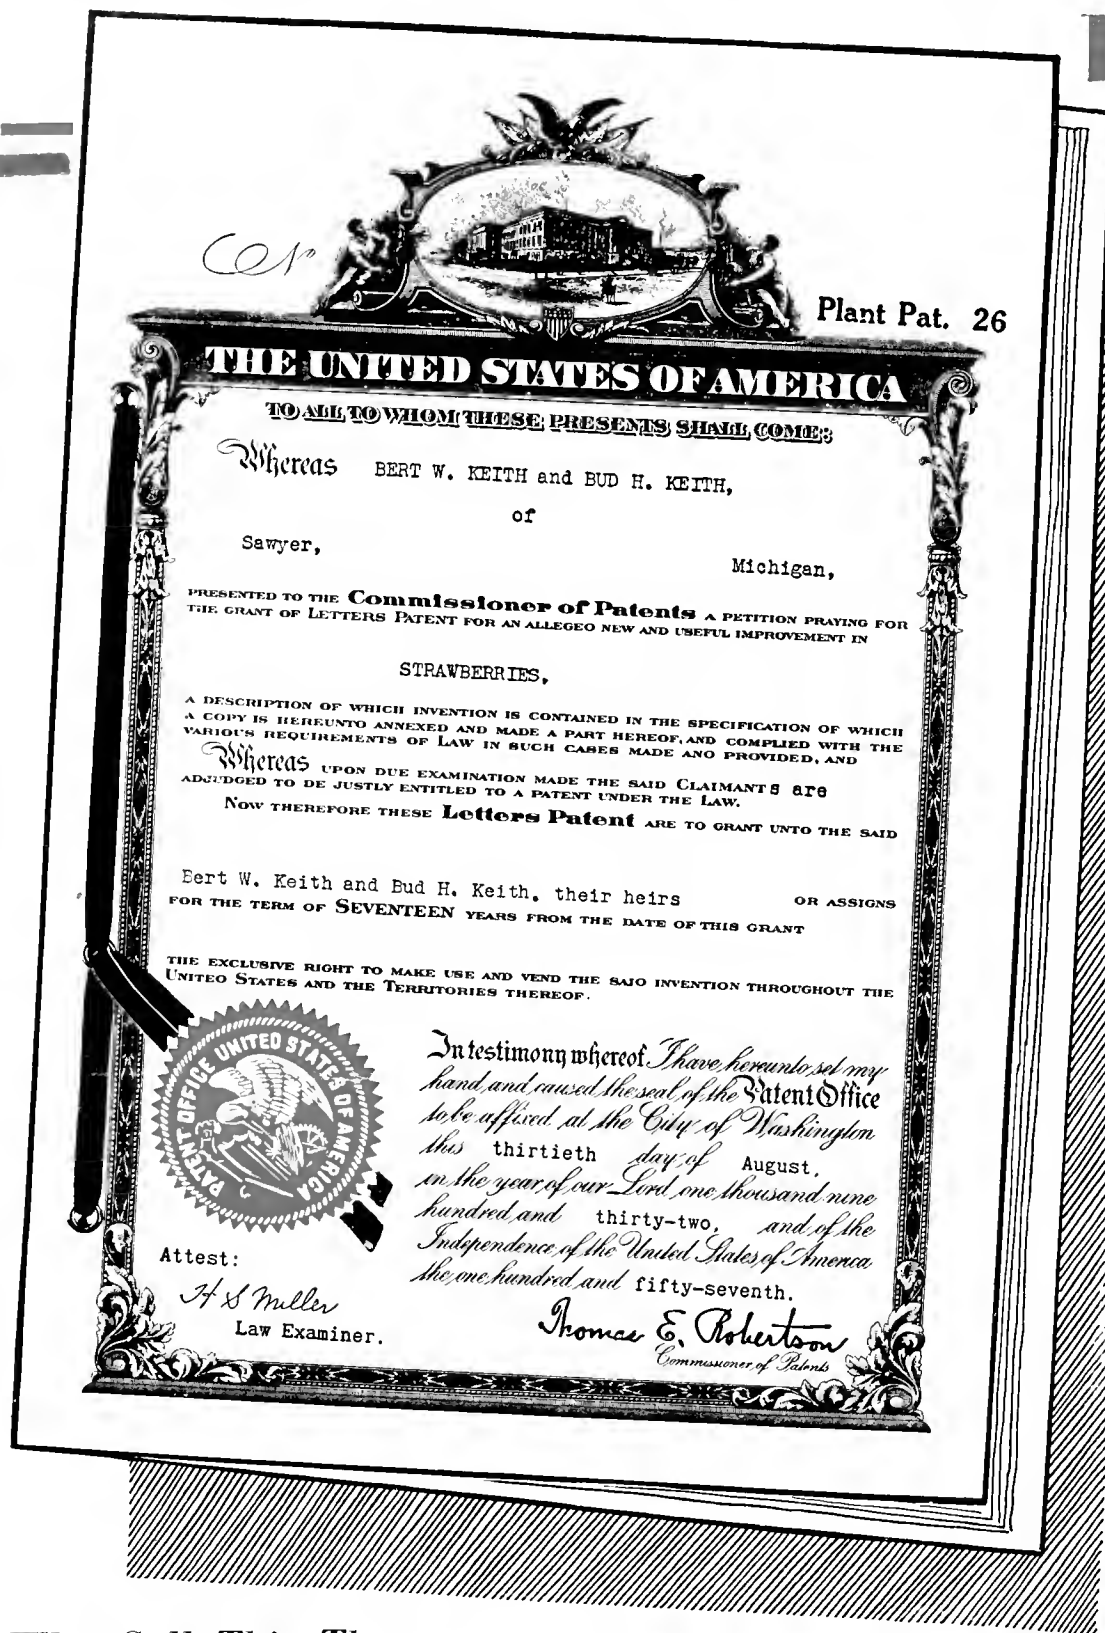 Plant Pat. 26
THE UNITED STATES OF AMERICA
TO ALL TO WHOM THESE PRESENTS SHALL COME:
Whereas BERT W. KEITH and BUD H. KEITH,
of
Sawyer,
Michigan,
PRESENTED TO THE Commissioner of Patents A PETITION PRAYING FOR
THE GRANT OF LETTERS PATENT FOR AN ALLEGED NEW AND USEFUL IMPROVEMENT IN
STRAWBERRIES,
A DESCRIPTION OF WHICH INVENTION IS CONTAINED IN THE SPECIFICATION OF WHICH
A COPY IS HEREUNTO ANNEXED AND MADE A PART HEREOF, AND COMPLIED WITH THE
VARIOUS REQUIREMENTS OF LAW IN SUCH CASES MADE AND PROVIDED, AND
Whereas UPON DUE EXAMINATION MADE THE SAID CLAIMANTS are
ADJUDGED TO BE JUSTLY ENTITLED TO A PATENT UNDER THE LAW.
NOW THEREFORE THESE Letters Patent ARE TO GRANT UNTO THE SAID
Bert W. Keith and Bud H. Keith, their heirs OR ASSIGNS
FOR THE TERM OF SEVENTEEN YEARS FROM THE DATE OF THIS GRANT
THE EXCLUSIVE RIGHT TO MAKE USE AND VEND THE SAID INVENTION THROUGHOUT THE
UNITED STATES AND THE TERRITORIES THEREOF.
PATENT OFFICE UNITED STATES OF AMERICA
In testimony whereof I have hereunto set my
hand and caused the seal of the Patent Office
to be affixed at the City of Washington
this thirtieth day of August,
in the year of our Lord one thousand nine
hundred and thirty-two, and of the
Independence of the United States of America
the one hundred and fifty-seventh.
Attest:
H S Miller
Law Examiner.
Thomas E. Robertson
Commissioner of Patents